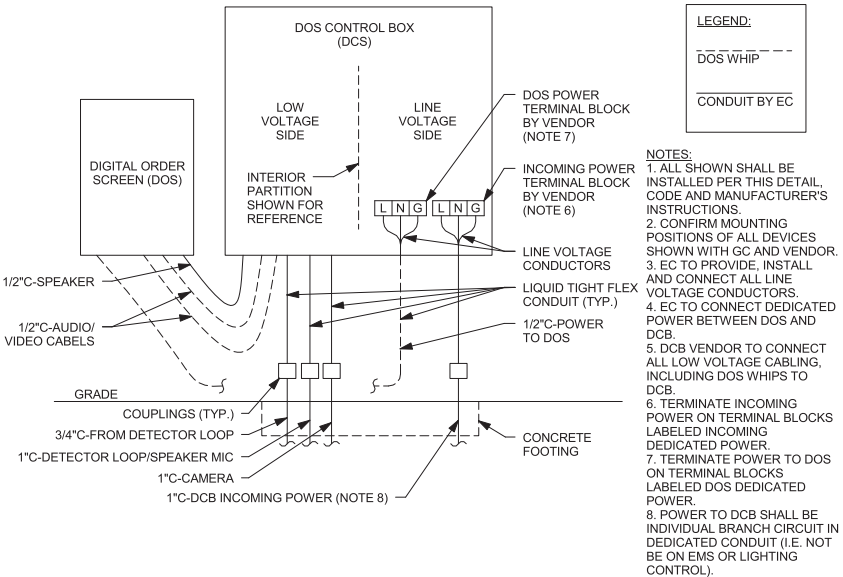 DOS CONTROL BOX
(DCS)
LOW
VOLTAGE
SIDE
LINE
VOLTAGE
SIDE
INTERIOR
PARTITION
SHOWN FOR
REFERENCE
L N G
L N G
DIGITAL ORDER
SCREEN (DOS)
1/2"C-SPEAKER
1/2"C-AUDIO/
VIDEO CABELS
DOS POWER
TERMINAL BLOCK
BY VENDOR
(NOTE 7)
INCOMING POWER
TERMINAL BLOCK
BY VENDOR
(NOTE 6)
LINE VOLTAGE
CONDUCTORS
LIQUID TIGHT FLEX
CONDUIT (TYP.)
1/2"C-POWER
TO DOS
GRADE
COUPLINGS (TYP.)
3/4"C-FROM DETECTOR LOOP
1"C-DETECTOR LOOP/SPEAKER MIC
1"C-CAMERA
1"C-DCB INCOMING POWER (NOTE 8)
CONCRETE
FOOTING
LEGEND:
DOS WHIP
CONDUIT BY EC
NOTES:
1. ALL SHOWN SHALL BE
INSTALLED PER THIS DETAIL,
CODE AND MANUFACTURER'S
INSTRUCTIONS.
2. CONFIRM MOUNTING
POSITIONS OF ALL DEVICES
SHOWN WITH GC AND VENDOR.
3. EC TO PROVIDE, INSTALL
AND CONNECT ALL LINE
VOLTAGE CONDUCTORS.
4. EC TO CONNECT DEDICATED
POWER BETWEEN DOS AND
DCB.
5. DCB VENDOR TO CONNECT
ALL LOW VOLTAGE CABLING,
INCLUDING DOS WHIPS TO
DCB.
6. TERMINATE INCOMING
POWER ON TERMINAL BLOCKS
LABELED INCOMING
DEDICATED POWER.
7. TERMINATE POWER TO DOS
ON TERMINAL BLOCKS
LABELED DOS DEDICATED
POWER.
8. POWER TO DCB SHALL BE
INDIVIDUAL BRANCH CIRCUIT IN
DEDICATED CONDUIT (I.E. NOT
BE ON EMS OR LIGHTING
CONTROL).